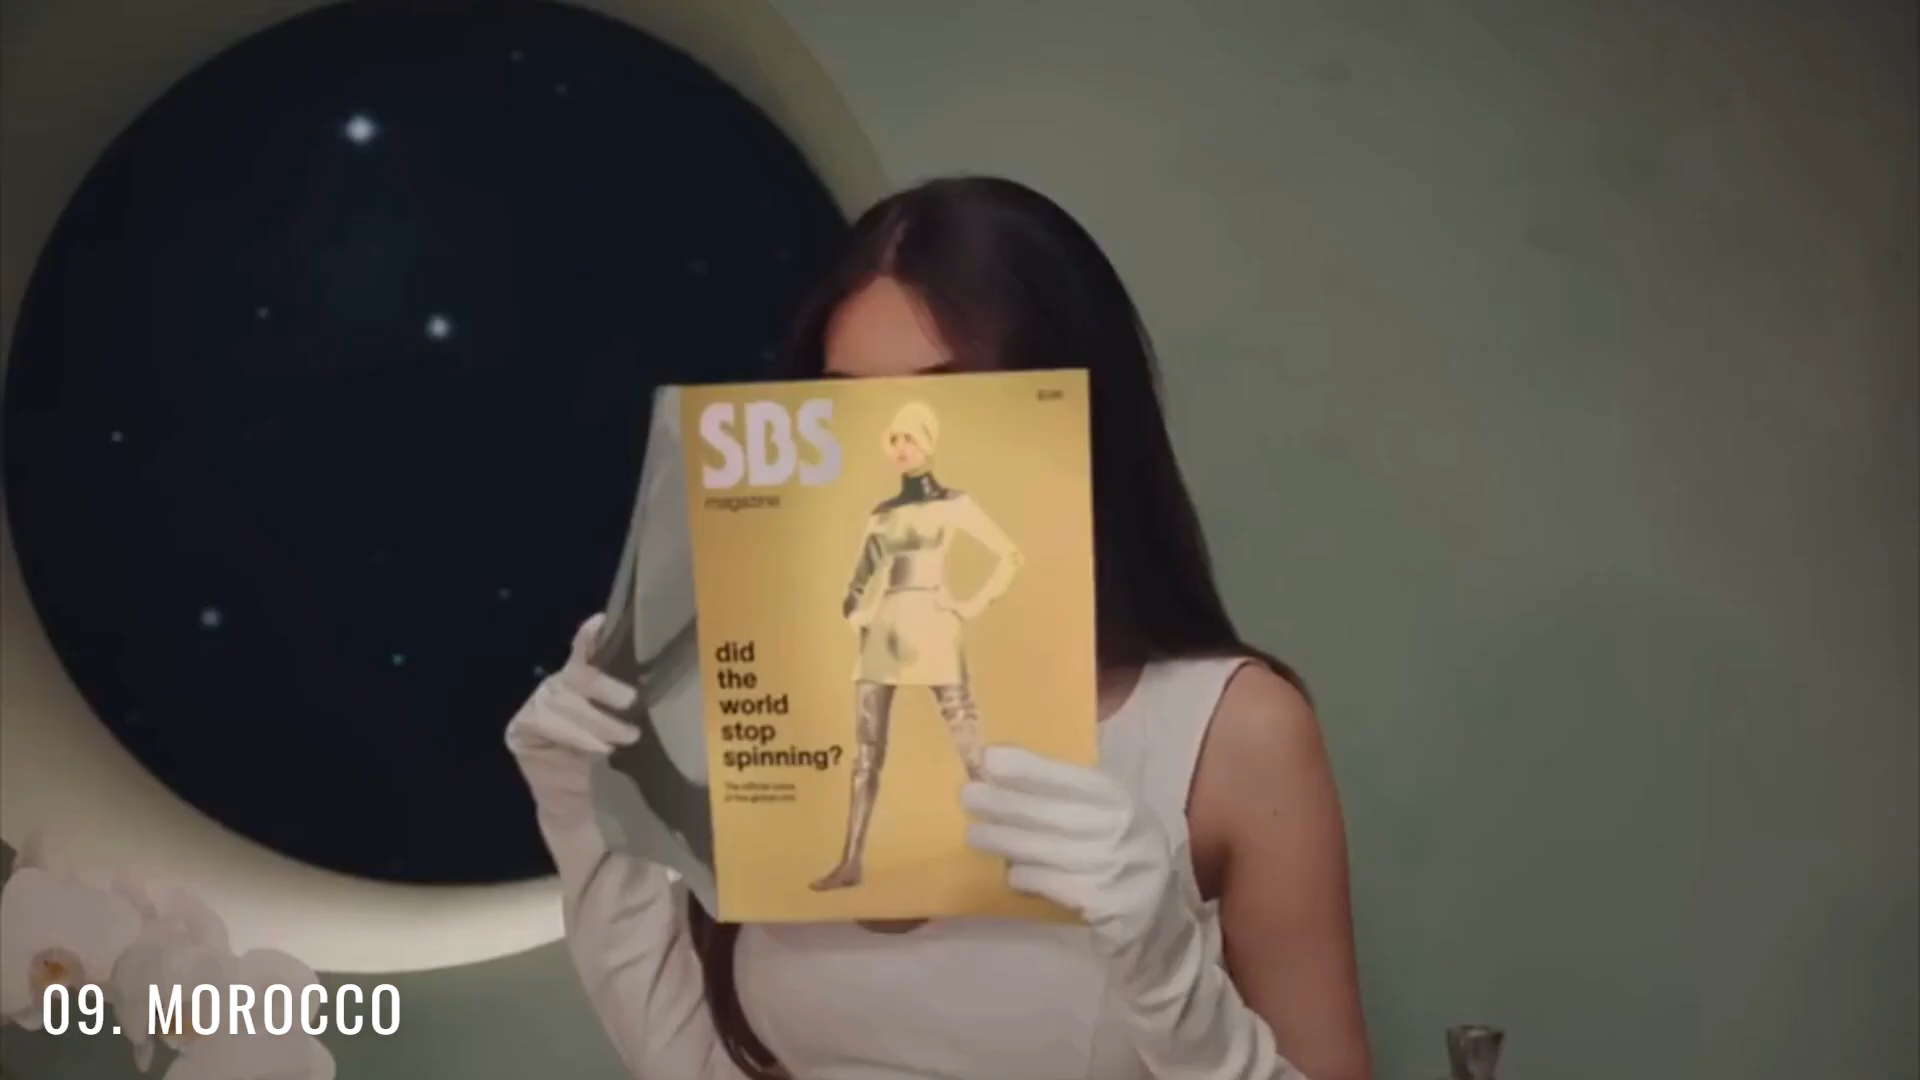 SBS
magazine
did
the
world
stop
spinning?
09. MOROCCO